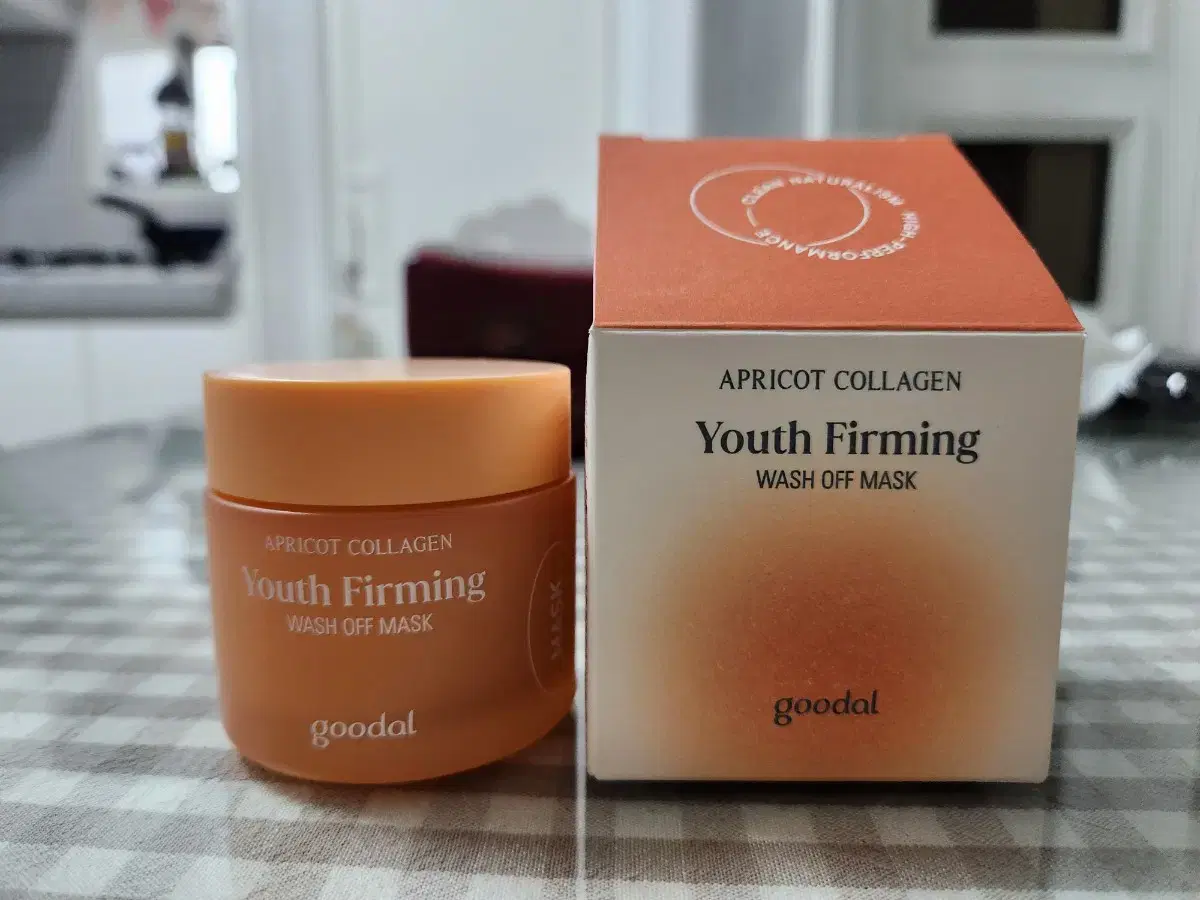 APRICOT COLLAGEN
Youth Firming
WASH OFF MASK
goodal
MASK
CLEAN NATURALISM HIGH-PERFORMANCE
APRICOT COLLAGEN
Youth Firming
WASH OFF MASK
goodal